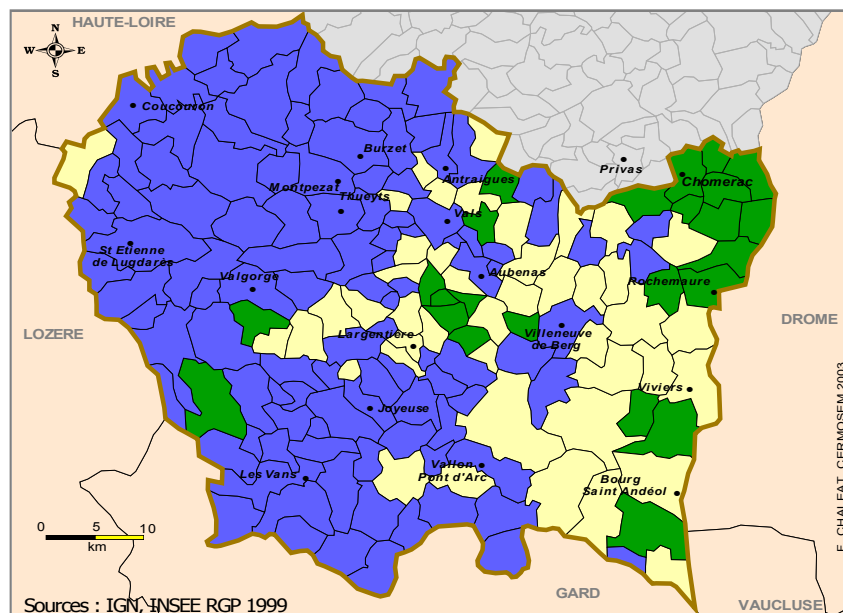 HAUTE-LOIRE
N
W E
S
Coucouron
Burzet
Privas
Antraigues
Chomerac
Montpezat
Thueyts
Vals
St Etienne
de Lugdarès
Aubenas
Valgorge
Rochemaure
DROME
LOZERE
Largentière
Villeneuve
de Berg
Viviers
Joyeuse
Vallon
Pont d'Arc
Les Vans
Bourg
Saint Andéol
0 5 10
km
GARD
VAUCLUSE
Sources : IGN, INSEE RGP 1999
F. CHALEAT, CERMOSEM 2003